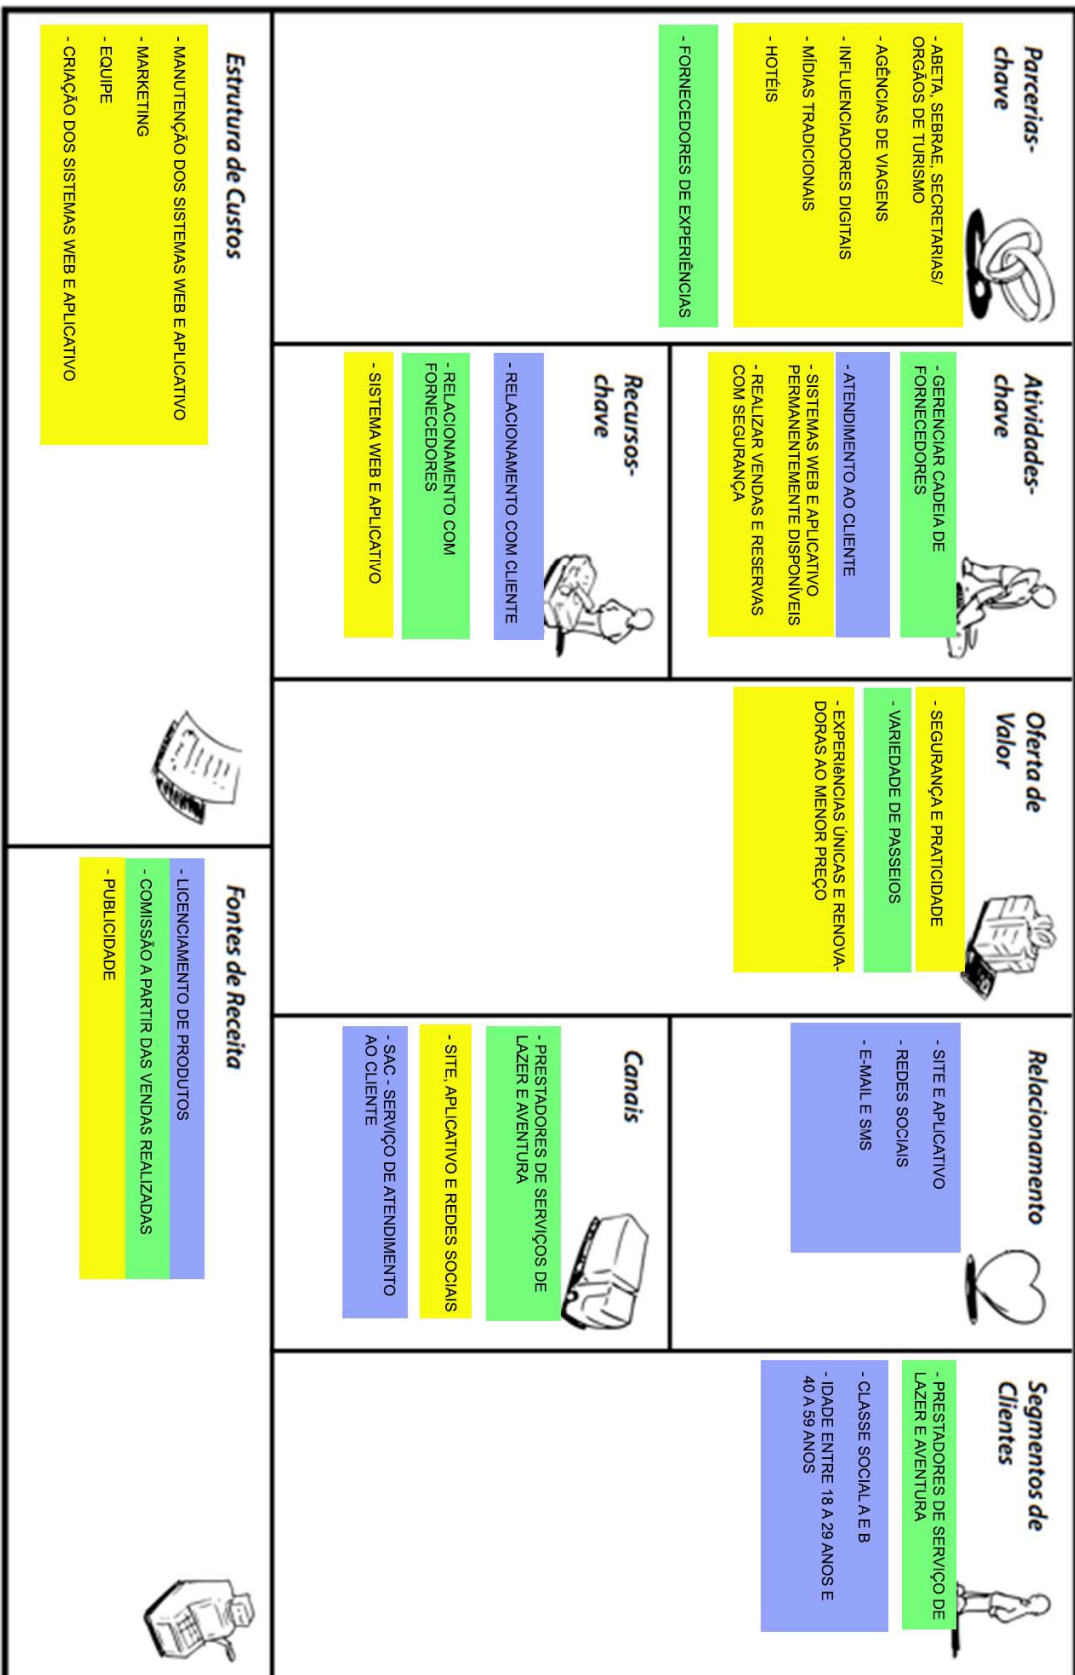 Parcerias-
chave
- ABETA, SEBRAE, SECRETARIAS/
ORGÃOS DE TURISMO
- AGÊNCIAS DE VIAGENS
- INFLUENCIADORES DIGITAIS
- MÍDIAS TRADICIONAIS
- HOTÉIS
- FORNECEDORES DE EXPERIÊNCIAS
Atividades-
chave
- GERENCIAR CADEIA DE
FORNECEDORES
- ATENDIMENTO AO CLIENTE
- SISTEMAS WEB E APLICATIVO
PERMANENTEMENTE DISPONÍVEIS
- REALIZAR VENDAS E RESERVAS
COM SEGURANÇA
Recursos-
chave
- RELACIONAMENTO COM CLIENTE
- RELACIONAMENTO COM
FORNECEDORES
- SISTEMA WEB E APLICATIVO
Oferta de
Valor
- SEGURANÇA E PRATICIDADE
- VARIEDADE DE PASSEIOS
- EXPERIêNCIAS ÚNICAS E RENOVA-
DORAS AO MENOR PREÇO
Relacionamento
- SITE E APLICATIVO
- REDES SOCIAIS
- E-MAIL E SMS
Canais
- PRESTADORES DE SERVIÇOS DE
LAZER E AVENTURA
- SITE, APLICATIVO E REDES SOCIAIS
- SAC - SERVIÇO DE ATENDIMENTO
AO CLIENTE
Segmentos de
Clientes
- PRESTADORES DE SERVIÇO DE
LAZER E AVENTURA
- CLASSE SOCIAL A E B
- IDADE ENTRE 18 A 29 ANOS E
40 A 59 ANOS
Estrutura de Custos
- MANUTENÇÃO DOS SISTEMAS WEB E APLICATIVO
- MARKETING
- EQUIPE
- CRIAÇÃO DOS SISTEMAS WEB E APLICATIVO
Fontes de Receita
- LICENCIAMENTO DE PRODUTOS
- COMISSÃO A PARTIR DAS VENDAS REALIZADAS
- PUBLICIDADE